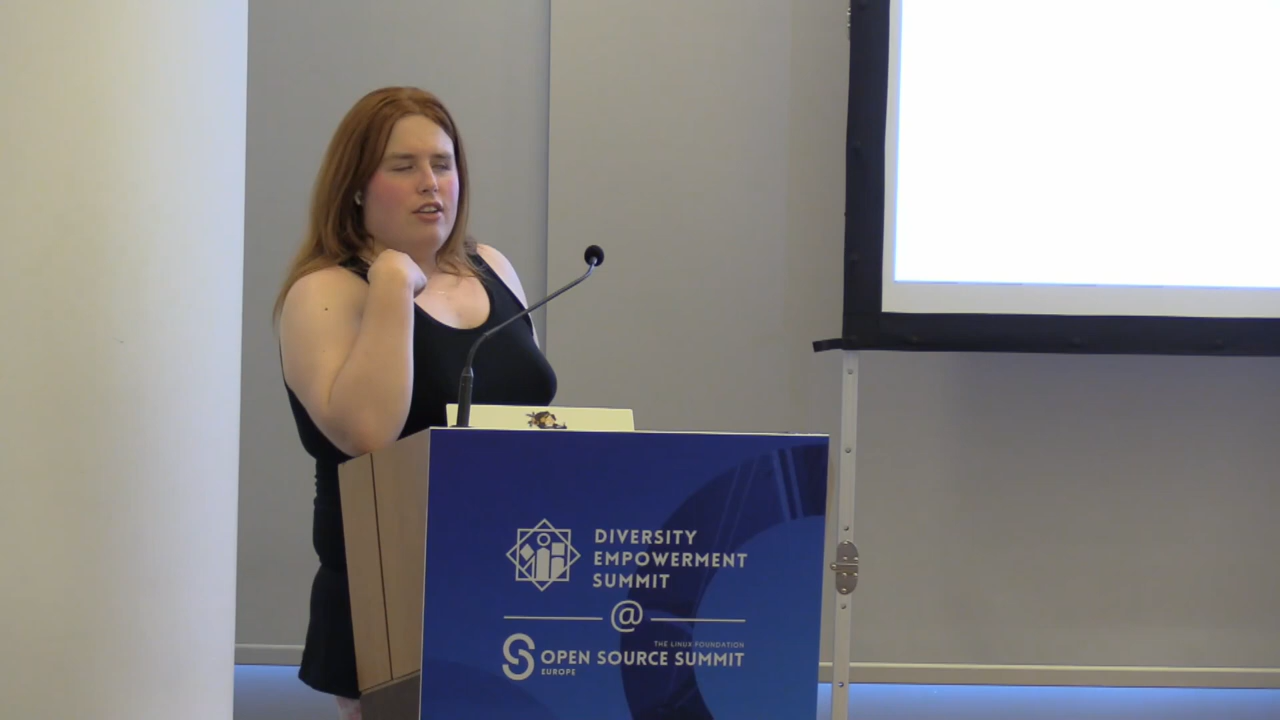 DIVERSITY
EMPOWERMENT
SUMMIT
@
THE LINUX FOUNDATION
OPEN SOURCE SUMMIT
EUROPE